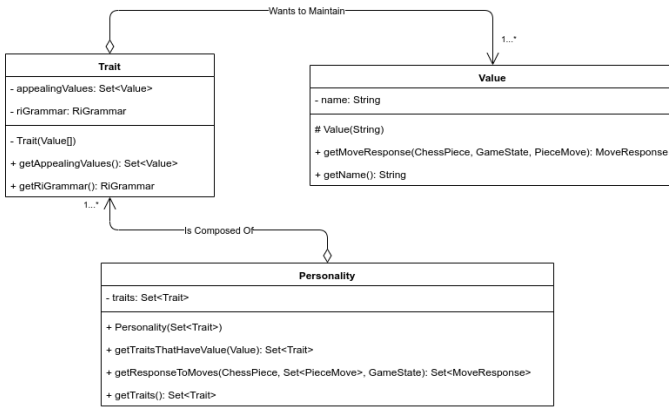 Wants to Maintain
1...*
Trait
- appealingValues: Set<Value>
- riGrammar: RiGrammar
- Trait(Value[])
+ getAppealingValues(): Set<Value>
+ getRiGrammar(): RiGrammar
Value
- name: String
# Value(String)
+ getMoveResponse(ChessPiece, GameState, PieceMove): MoveResponse
+ getName(): String
1...*
Is Composed Of
Personality
- traits: Set<Trait>
+ Personality(Set<Trait>)
+ getTraitsThatHaveValue(Value): Set<Trait>
+ getResponseToMoves(ChessPiece, Set<PieceMove>, GameState): Set<MoveResponse>
+ getTraits(): Set<Trait>